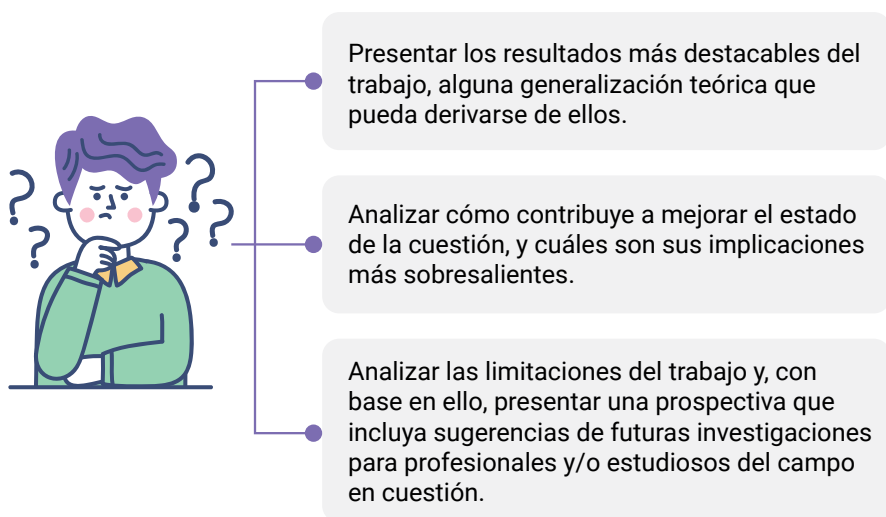 Presentar los resultados más destacables del
trabajo, alguna generalización teórica que
pueda derivarse de ellos.
Analizar cómo contribuye a mejorar el estado
de la cuestión, y cuáles son sus implicaciones
más sobresalientes.
Analizar las limitaciones del trabajo y, con
base en ello, presentar una prospectiva que
incluya sugerencias de futuras investigaciones
para profesionales y/o estudiosos del campo
en cuestión.